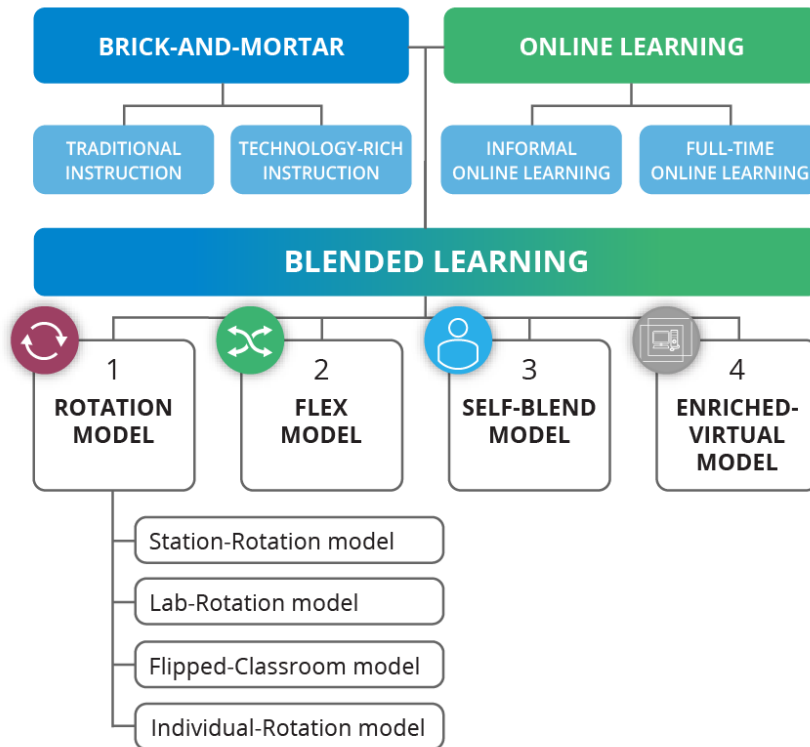 BRICK-AND-MORTAR
ONLINE LEARNING
TRADITIONAL
INSTRUCTION
TECHNOLOGY-RICH
INSTRUCTION
INFORMAL
ONLINE LEARNING
FULL-TIME
ONLINE LEARNING
BLENDED LEARNING
1
ROTATION
MODEL
2
FLEX
MODEL
3
SELF-BLEND
MODEL
4
ENRICHED-
VIRTUAL
MODEL
Station-Rotation model
Lab-Rotation model
Flipped-Classroom model
Individual-Rotation model